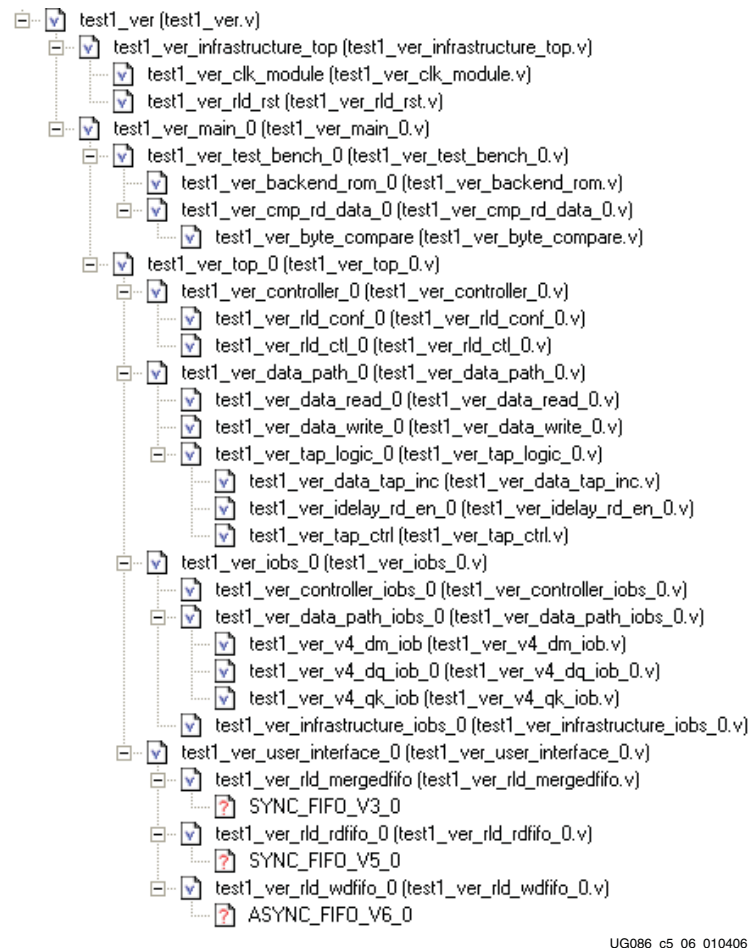 test1_ver (test1_ver.v)
test1_ver_infrastructure_top (test1_ver_infrastructure_top.v)
test1_ver_clk_module (test1_ver_clk_module.v)
test1_ver_rld_rst (test1_ver_rld_rst.v)
test1_ver_main_0 (test1_ver_main_0.v)
test1_ver_test_bench_0 (test1_ver_test_bench_0.v)
test1_ver_backend_rom_0 (test1_ver_backend_rom.v)
test1_ver_cmp_rd_data_0 (test1_ver_cmp_rd_data_0.v)
test1_ver_byte_compare (test1_ver_byte_compare.v)
test1_ver_top_0 (test1_ver_top_0.v)
test1_ver_controller_0 (test1_ver_controller_0.v)
test1_ver_rld_conf_0 (test1_ver_rld_conf_0.v)
test1_ver_rld_ctl_0 (test1_ver_rld_ctl_0.v)
test1_ver_data_path_0 (test1_ver_data_path_0.v)
test1_ver_data_read_0 (test1_ver_data_read_0.v)
test1_ver_data_write_0 (test1_ver_data_write_0.v)
test1_ver_tap_logic_0 (test1_ver_tap_logic_0.v)
test1_ver_data_tap_inc (test1_ver_data_tap_inc.v)
test1_ver_idelay_rd_en_0 (test1_ver_idelay_rd_en_0.v)
test1_ver_tap_ctrl (test1_ver_tap_ctrl.v)
test1_ver_iobs_0 (test1_ver_iobs_0.v)
test1_ver_controller_iobs_0 (test1_ver_controller_iobs_0.v)
test1_ver_data_path_iobs_0 (test1_ver_data_path_iobs_0.v)
test1_ver_v4_dm_iob (test1_ver_v4_dm_iob.v)
test1_ver_v4_dq_iob_0 (test1_ver_v4_dq_iob_0.v)
test1_ver_v4_qk_iob (test1_ver_v4_qk_iob.v)
test1_ver_infrastructure_iobs_0 (test1_ver_infrastructure_iobs_0.v)
test1_ver_user_interface_0 (test1_ver_user_interface_0.v)
test1_ver_rld_mergedfifo (test1_ver_rld_mergedfifo.v)
SYNC_FIFO_V3_0
test1_ver_rld_rdfifo_0 (test1_ver_rld_rdfifo_0.v)
SYNC_FIFO_V5_0
test1_ver_rld_wdfifo_0 (test1_ver_rld_wdfifo_0.v)
ASYNC_FIFO_V6_0
UG086_c5_06_010406